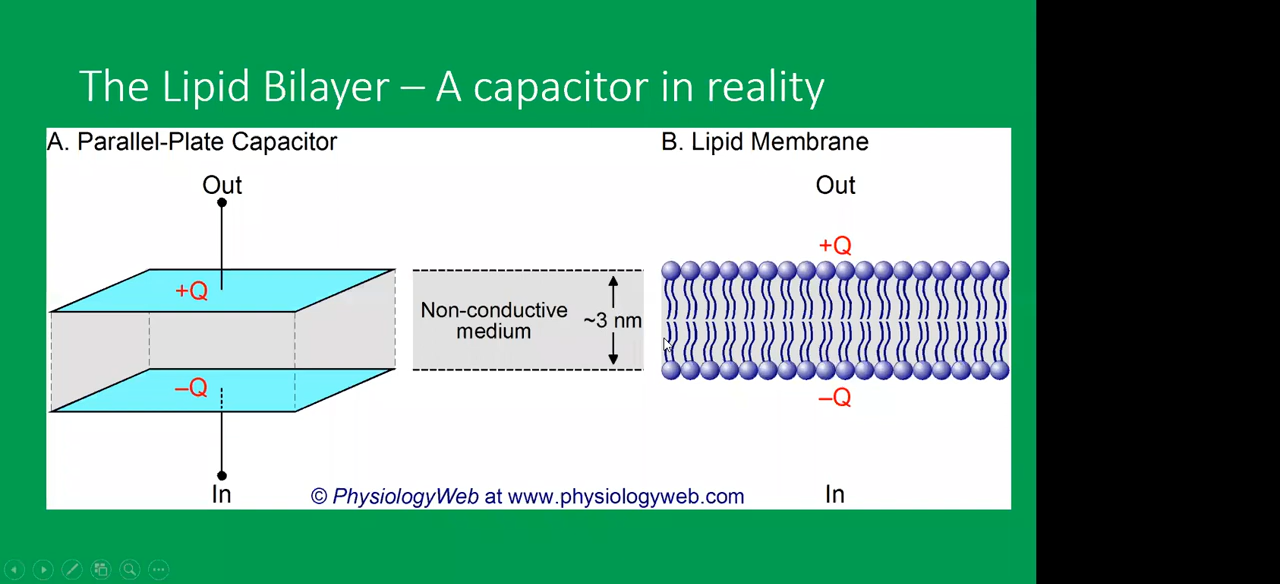 The Lipid Bilayer – A capacitor in reality
A. Parallel-Plate Capacitor
Out
+Q
–Q
In
Non-conductive
medium
~3 nm
B. Lipid Membrane
Out
+Q
–Q
In
© PhysiologyWeb at www.physiologyweb.com